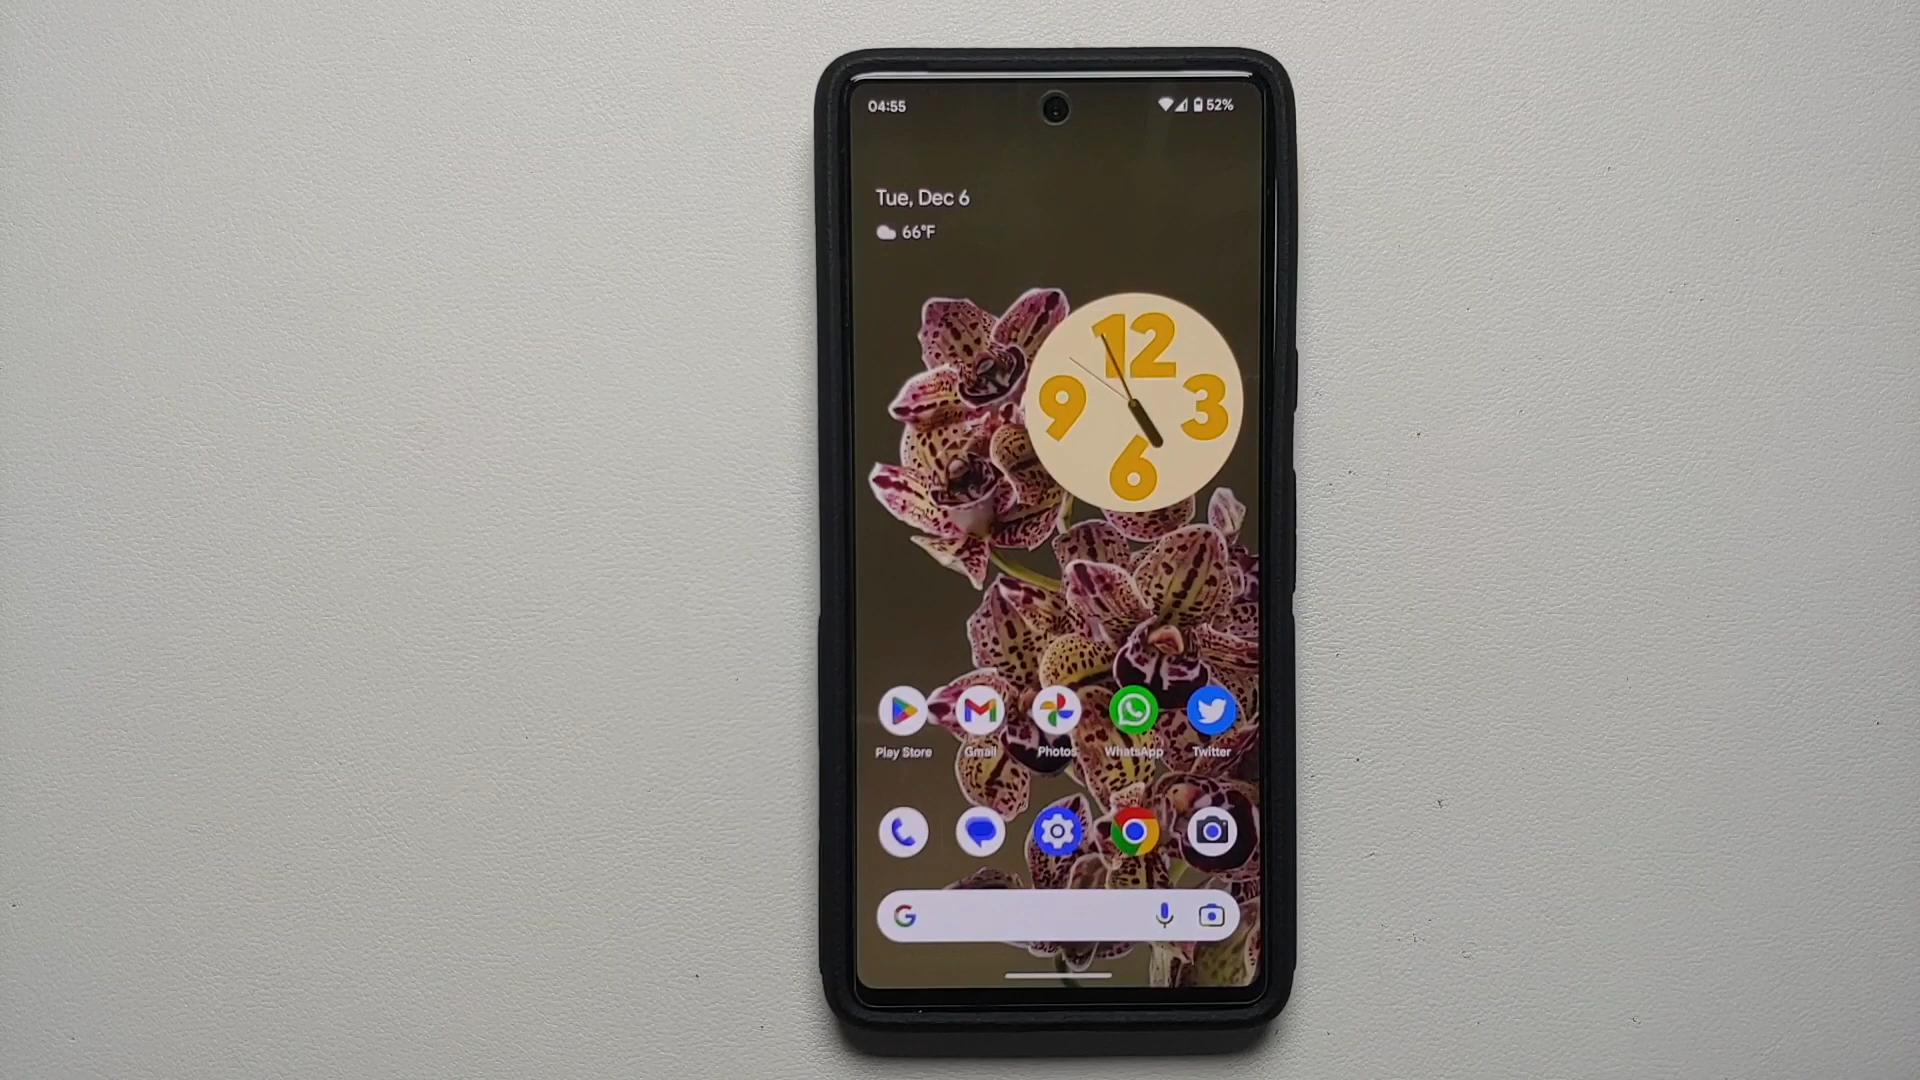 04:55
52%
Tue, Dec 6
66°F
12
9
3
6
Play Store
Gmail
Photos
WhatsApp
Twitter
G